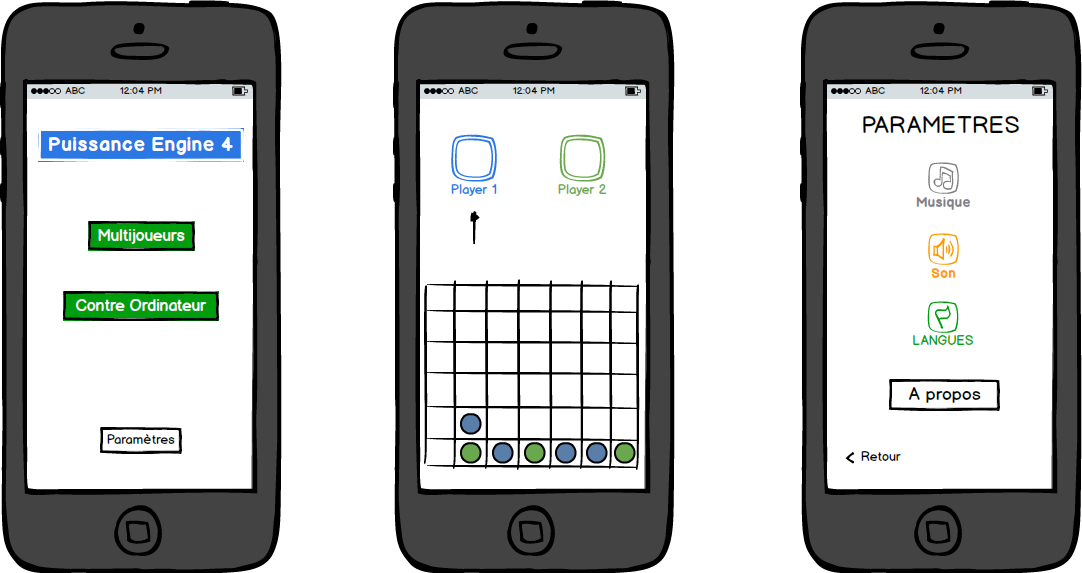 ABC 12:04 PM
Puissance Engine 4
Multijoueurs
Contre Ordinateur
Paramètres
ABC 12:04 PM
Player 1 Player 2
ABC 12:04 PM
PARAMETRES
Musique
Son
LANGUES
A propos
Retour